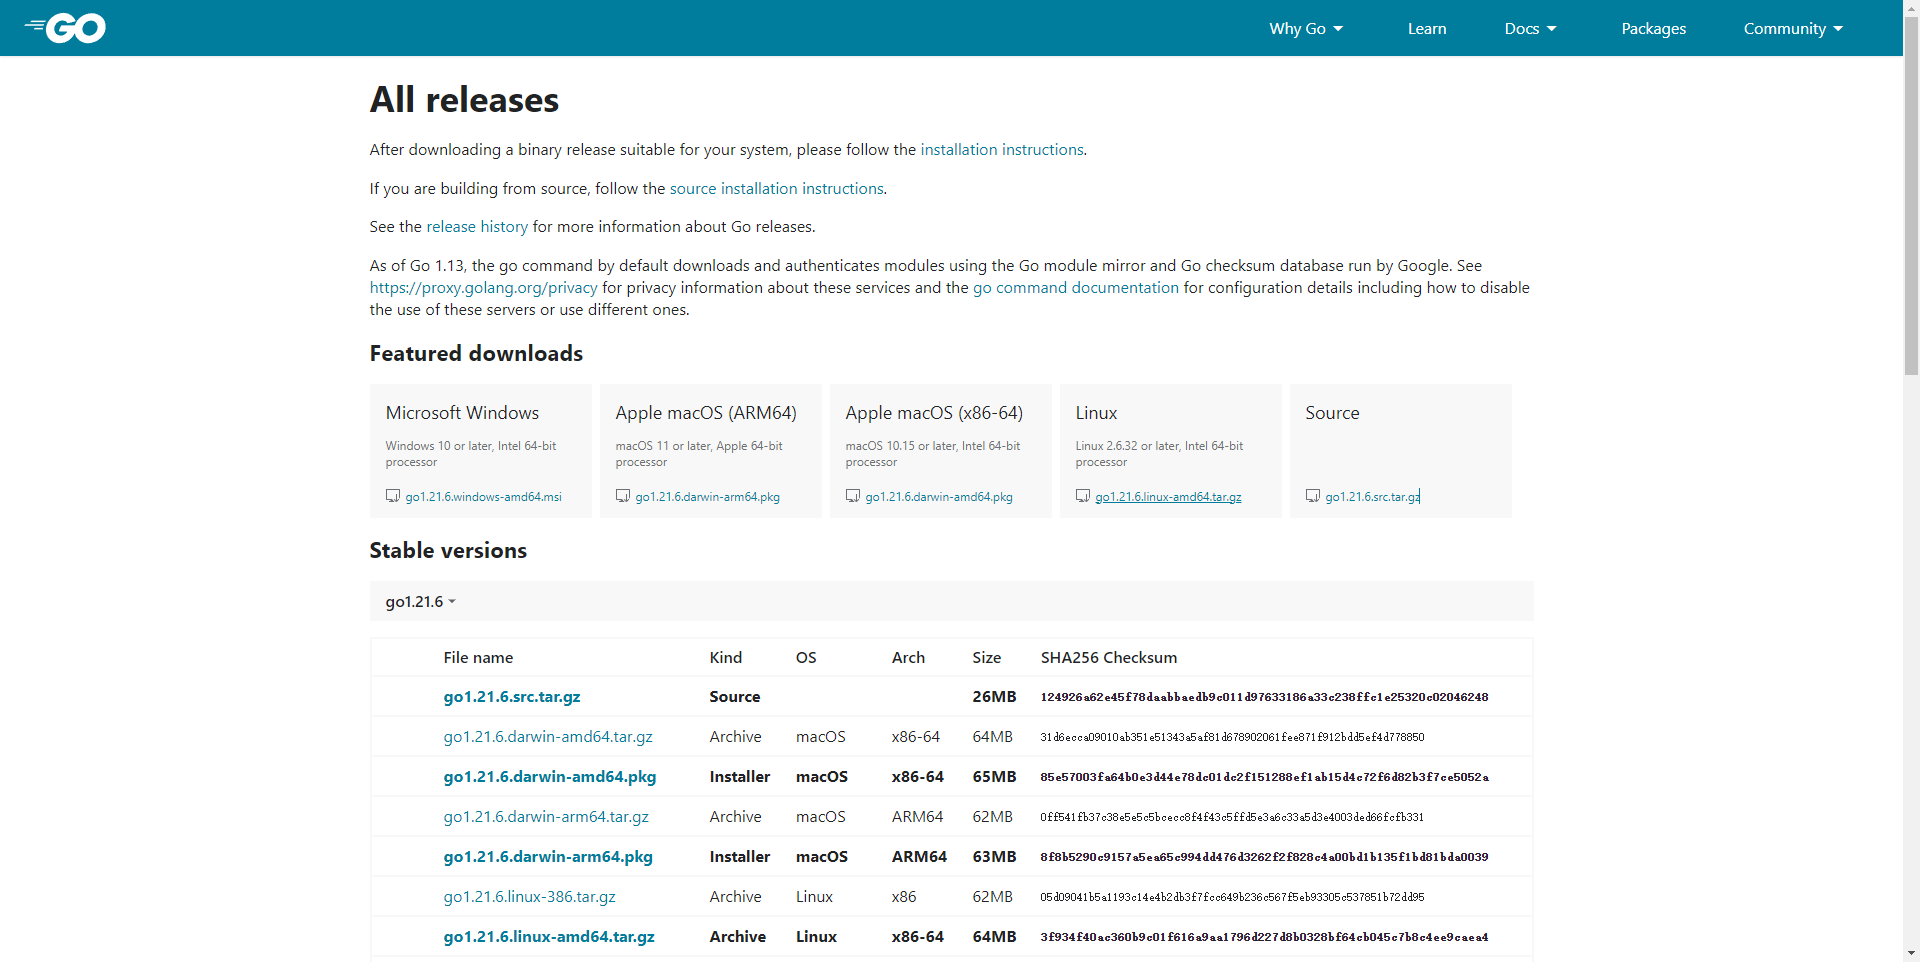 GO
Why Go
Learn
Docs
Packages
Community
All releases
After downloading a binary release suitable for your system, please follow the installation instructions.
If you are building from source, follow the source installation instructions.
See the release history for more information about Go releases.
As of Go 1.13, the go command by default downloads and authenticates modules using the Go module mirror and Go checksum database run by Google. See
https://proxy.golang.org/privacy for privacy information about these services and the go command documentation for configuration details including how to disable
the use of these servers or use different ones.
Featured downloads
Microsoft Windows
Windows 10 or later, Intel 64-bit
processor
go1.21.6.windows-amd64.msi
Apple macOS (ARM64)
macOS 11 or later, Apple 64-bit
processor
go1.21.6.darwin-arm64.pkg
Apple macOS (x86-64)
macOS 10.15 or later, Intel 64-bit
processor
go1.21.6.darwin-amd64.pkg
Linux
Linux 2.6.32 or later, Intel 64-bit
processor
go1.21.6.linux-amd64.tar.gz
Source
go1.21.6.src.tar.gz
Stable versions
go1.21.6
File name Kind OS Arch Size SHA256 Checksum
go1.21.6.src.tar.gz Source 26MB 124926a62e45f78daabbaedb9c011d97633186a33c238ffc1e25320c02046248
go1.21.6.darwin-amd64.tar.gz Archive macOS x86-64 64MB 31d6ecca09010ab351e51343a5af81d678902061fee871f912bdd5ef4d778850
go1.21.6.darwin-amd64.pkg Installer macOS x86-64 65MB 85e57003fa64b0e3d44e78dc01dc2f151288ef1ab15d4c72f6d82b3f7ce5052a
go1.21.6.darwin-arm64.tar.gz Archive macOS ARM64 62MB 0ff541fb37c38e5e5c5bcecc8f4f43c5ffd5e3a6c33a5d3e4003ded66fcfb331
go1.21.6.darwin-arm64.pkg Installer macOS ARM64 63MB 8f8b5290c9157a5ea65c994dd476d3262f2f828c4a00bd1b135f1bd81bda0039
go1.21.6.linux-386.tar.gz Archive Linux x86 62MB 05d09041b5a1193c14e4b2db3f7fcc649b236c567f5eb93305c537851b72dd95
go1.21.6.linux-amd64.tar.gz Archive Linux x86-64 64MB 3f934f40ac360b9c01f616a9aa1796d227d8b0328bf64cb045c7b8c4ee9caea4